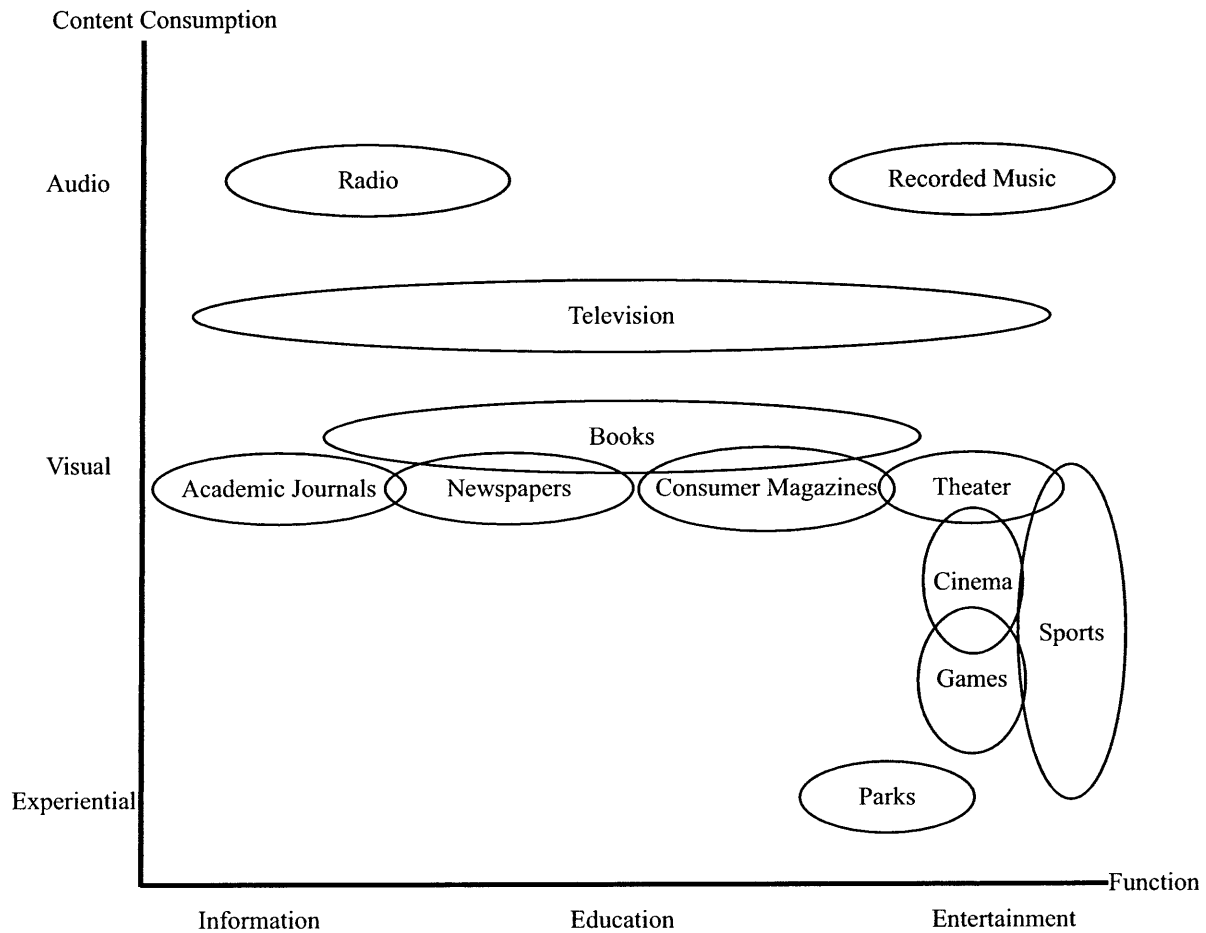 Content Consumption
Audio
Radio
Recorded Music
Television
Books
Visual
Academic Journals
Newspapers
Consumer Magazines
Theater
Cinema
Sports
Games
Experiential
Parks
Function
Information
Education
Entertainment